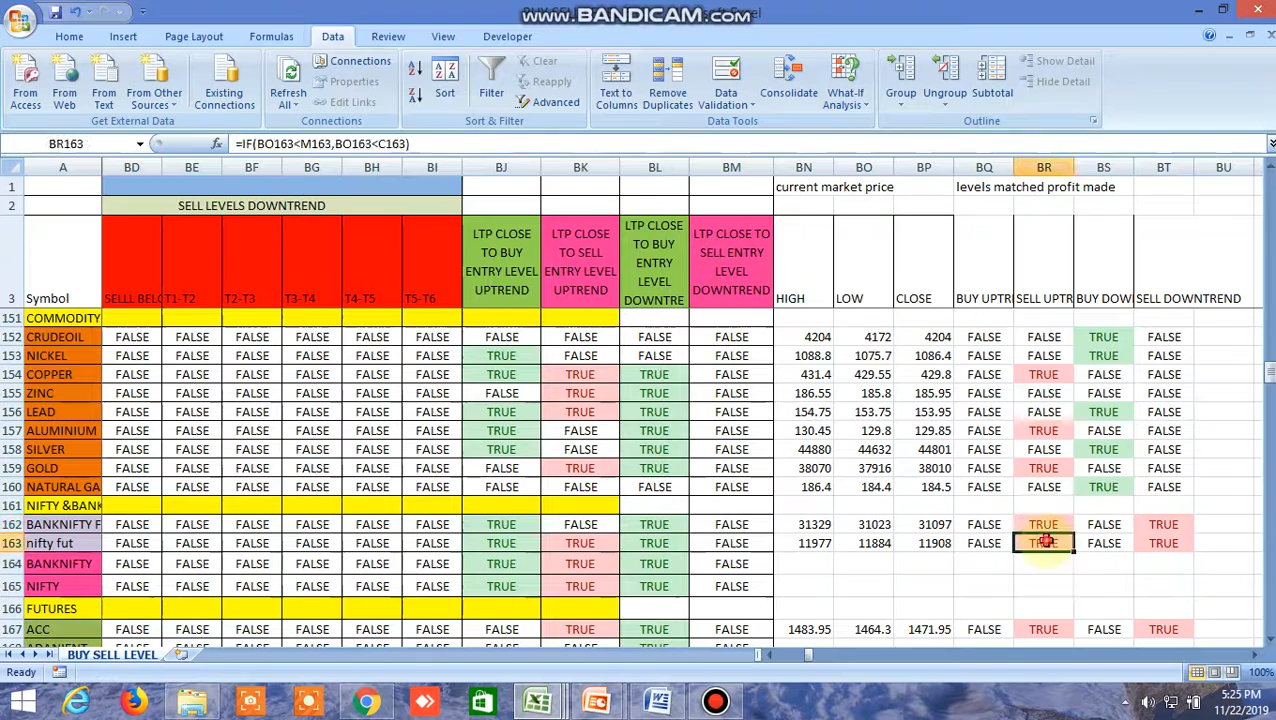 www.BANDICAM.com
Home Insert Page Layout Formulas Data Review View Developer
From Access From Web From Text From Other Sources Existing Connections
Get External Data
Refresh All Connections Properties Edit Links
Connections
Sort Filter Clear Reapply Advanced
Sort & Filter
Text to Columns Remove Duplicates Data Validation Consolidate What-If Analysis
Data Tools
Group Ungroup Subtotal Show Detail Hide Detail
Outline
BR163 fx =IF(BO163<M163,BO163<C163)
A BD BE BF BG BH BI BJ BK BL BM BN BO BP BQ BR BS BT BU
1 current market price levels matched profit made
2 SELL LEVELS DOWNTREND
3 Symbol SELLL BELO T1-T2 T2-T3 T3-T4 T4-T5 T5-T6 LTP CLOSE TO BUY ENTRY LEVEL UPTREND LTP CLOSE TO SELL ENTRY LEVEL UPTREND LTP CLOSE TO BUY ENTRY LEVEL DOWNTRE LTP CLOSE TO SELL ENTRY LEVEL DOWNTREND HIGH LOW CLOSE BUY UPTRE SELL UPTR BUY DOW SELL DOWNTREND
151 COMMODITY
152 CRUDEOIL FALSE FALSE FALSE FALSE FALSE FALSE FALSE FALSE FALSE FALSE 4204 4172 4204 FALSE FALSE TRUE FALSE
153 NICKEL FALSE FALSE FALSE FALSE FALSE FALSE TRUE FALSE FALSE FALSE 1088.8 1075.7 1086.4 FALSE FALSE TRUE FALSE
154 COPPER FALSE FALSE FALSE FALSE FALSE FALSE TRUE TRUE TRUE FALSE 431.4 429.55 429.8 FALSE TRUE FALSE FALSE
155 ZINC FALSE FALSE FALSE FALSE FALSE FALSE FALSE TRUE TRUE FALSE 186.55 185.8 185.95 FALSE FALSE FALSE FALSE
156 LEAD FALSE FALSE FALSE FALSE FALSE FALSE TRUE TRUE TRUE FALSE 154.75 153.75 153.95 FALSE FALSE TRUE FALSE
157 ALUMINIUM FALSE FALSE FALSE FALSE FALSE FALSE TRUE FALSE TRUE FALSE 130.45 129.8 129.85 FALSE TRUE FALSE FALSE
158 SILVER FALSE FALSE FALSE FALSE FALSE FALSE TRUE FALSE TRUE FALSE 44880 44632 44801 FALSE FALSE TRUE FALSE
159 GOLD FALSE FALSE FALSE FALSE FALSE FALSE FALSE TRUE TRUE FALSE 38070 37916 38010 FALSE TRUE FALSE FALSE
160 NATURAL GA FALSE FALSE FALSE FALSE FALSE FALSE FALSE FALSE FALSE FALSE 186.4 184.4 184.5 FALSE FALSE TRUE FALSE
161 NIFTY &BANK
162 BANKNIFTY F FALSE FALSE FALSE FALSE FALSE FALSE TRUE FALSE TRUE FALSE 31329 31023 31097 FALSE TRUE FALSE TRUE
163 nifty fut FALSE FALSE FALSE FALSE FALSE FALSE TRUE TRUE TRUE FALSE 11977 11884 11908 FALSE TRUE FALSE TRUE
164 BANKNIFTY FALSE FALSE FALSE FALSE FALSE FALSE TRUE TRUE TRUE FALSE
165 NIFTY FALSE FALSE FALSE FALSE FALSE FALSE TRUE TRUE TRUE FALSE
166 FUTURES
167 ACC FALSE FALSE FALSE FALSE FALSE FALSE FALSE TRUE TRUE FALSE 1483.95 1464.3 1471.95 FALSE TRUE FALSE TRUE
BUY SELL LEVEL
Ready 100%
5:25 PM
11/22/2019